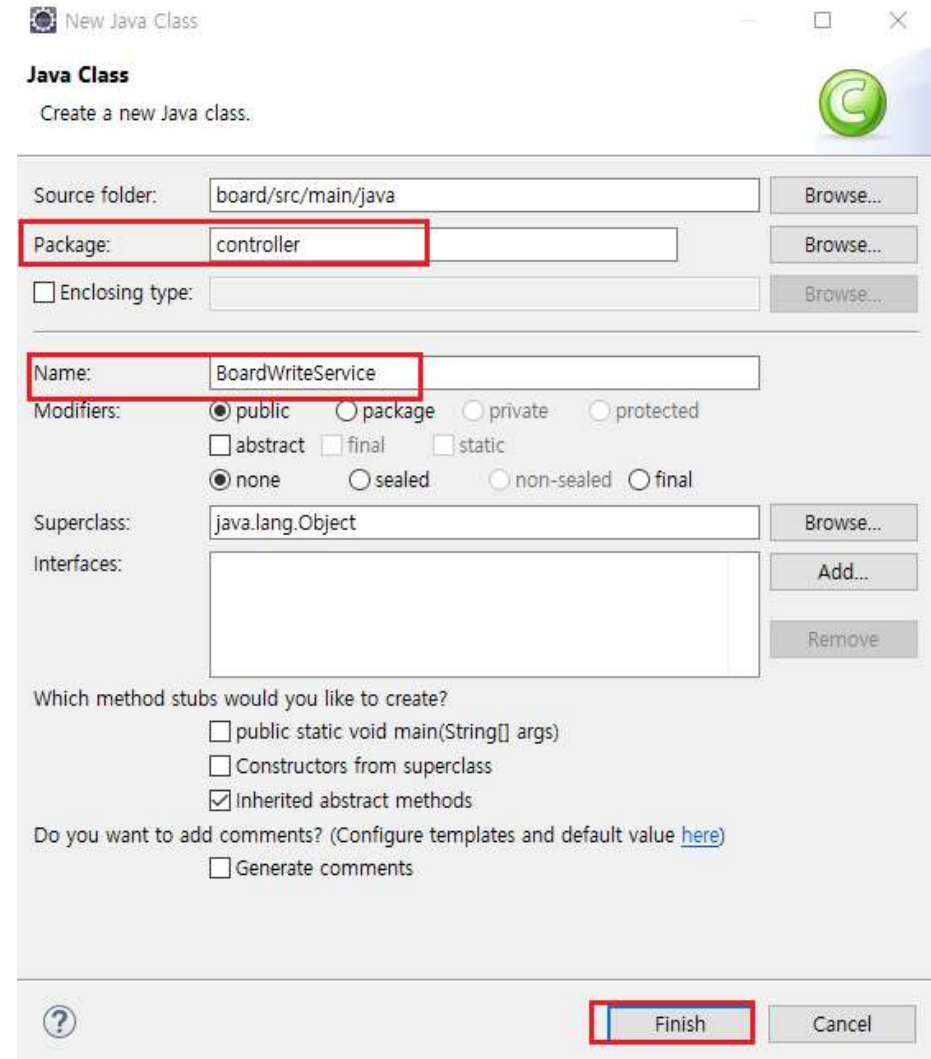 New Java Class
Java Class
Create a new Java class.
Source folder: board/src/main/java Browse...
Package: controller Browse...
Enclosing type: Browse...
Name: BoardWriteService
Modifiers: public package private protected
abstract final static
none sealed non-sealed final
Superclass: java.lang.Object Browse...
Interfaces: Add...
Remove
Which method stubs would you like to create?
public static void main(String[] args)
Constructors from superclass
Inherited abstract methods
Do you want to add comments? (Configure templates and default value here)
Generate comments
? Finish Cancel